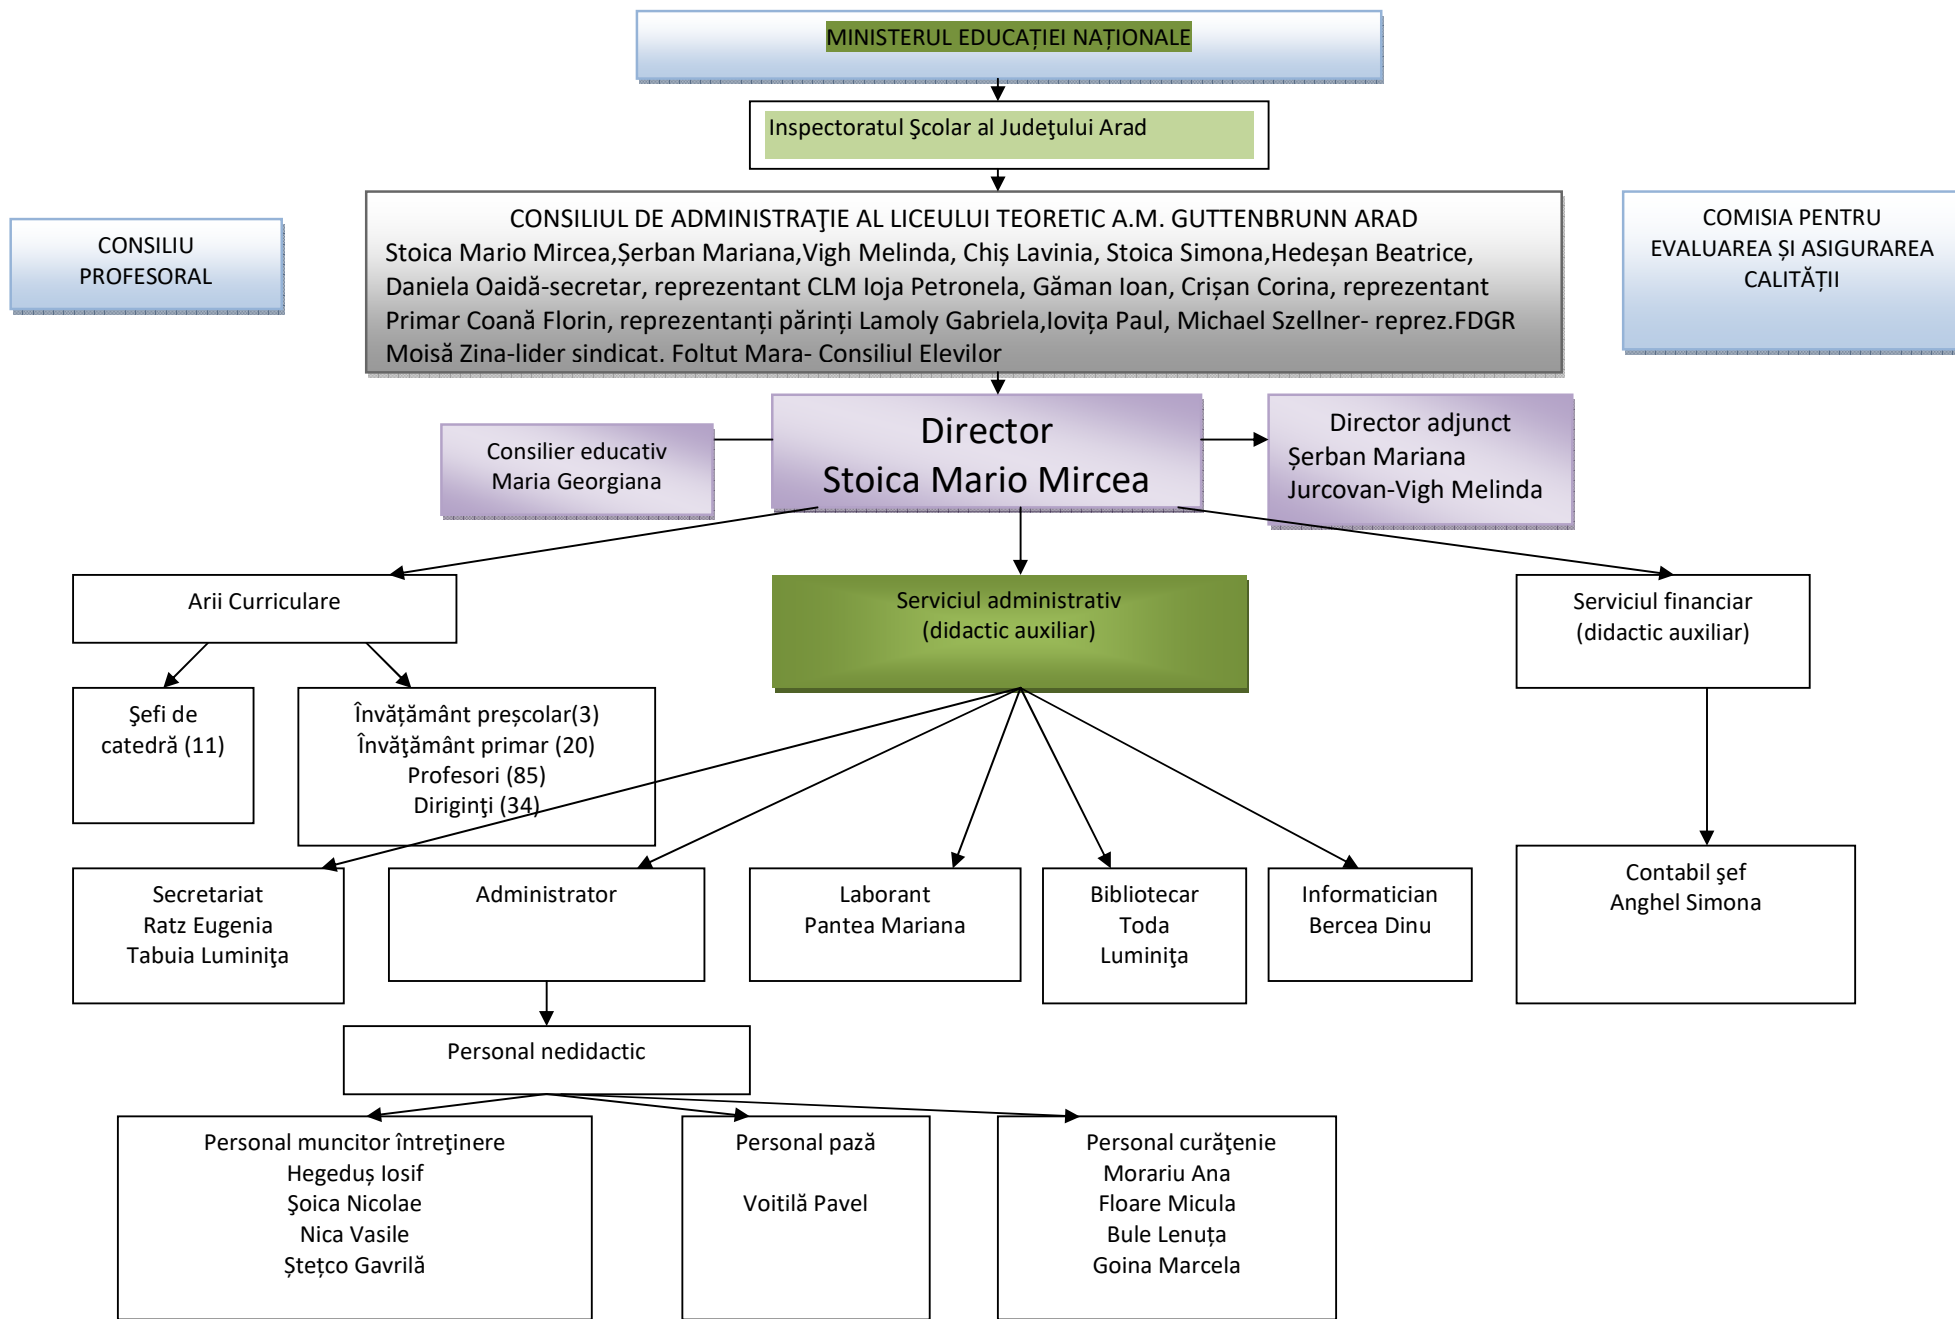 MINISTERUL EDUCAȚIEI NAȚIONALE
Inspectoratul Şcolar al Judeţului Arad
CONSILIU
PROFESORAL
CONSILIUL DE ADMINISTRAŢIE AL LICEULUI TEORETIC A.M. GUTTENBRUNN ARAD
Stoica Mario Mircea,Șerban Mariana,Vigh Melinda, Chiș Lavinia, Stoica Simona,Hedeșan Beatrice,
Daniela Oaidă-secretar, reprezentant CLM Ioja Petronela, Găman Ioan, Crișan Corina, reprezentant
Primar Coană Florin, reprezentanți părinți Lamoly Gabriela,Iovița Paul, Michael Szellner- reprez.FDGR
Moisă Zina-lider sindicat. Foltut Mara- Consiliul Elevilor
COMISIA PENTRU
EVALUAREA ȘI ASIGURAREA
CALITĂȚII
Consilier educativ
Maria Georgiana
Director
Stoica Mario Mircea
Director adjunct
Șerban Mariana
Jurcovan-Vigh Melinda
Arii Curriculare
Serviciul administrativ
(didactic auxiliar)
Serviciul financiar
(didactic auxiliar)
Şefi de
catedră (11)
Învățământ preșcolar(3)
Învăţământ primar (20)
Profesori (85)
Diriginţi (34)
Secretariat
Ratz Eugenia
Tabuia Luminiţa
Administrator
Laborant
Pantea Mariana
Bibliotecar
Toda
Luminiţa
Informatician
Bercea Dinu
Contabil şef
Anghel Simona
Personal nedidactic
Personal muncitor întreţinere
Hegeduș Iosif
Şoica Nicolae
Nica Vasile
Ștețco Gavrilă
Personal pază
Voitilă Pavel
Personal curăţenie
Morariu Ana
Floare Micula
Bule Lenuța
Goina Marcela